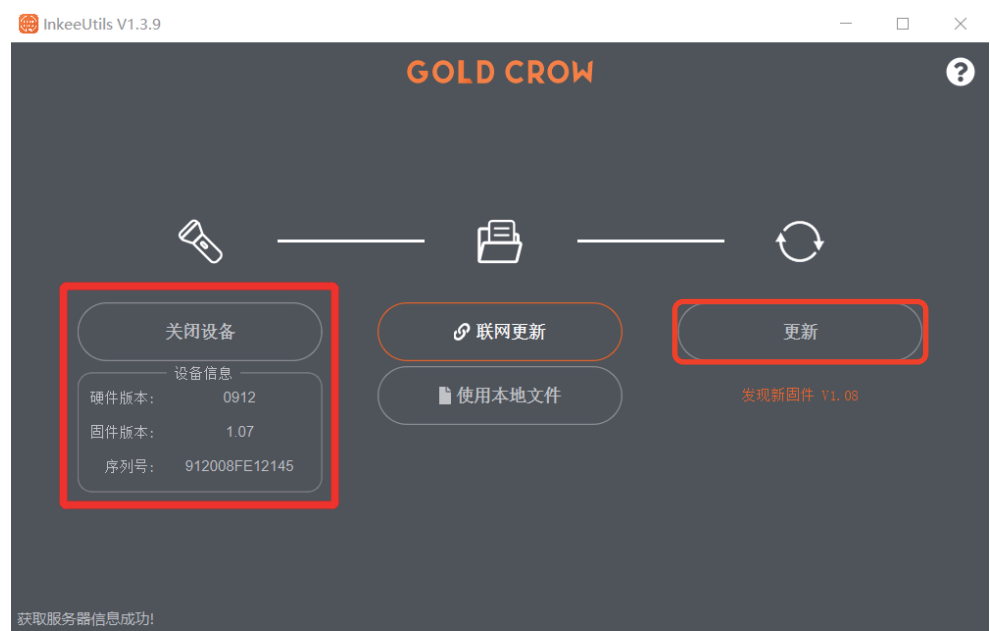 InkeeUtils V1.3.9
GOLD CROW
关闭设备
设备信息
硬件版本: 0912
固件版本: 1.07
序列号: 912008FE12145
联网更新
使用本地文件
更新
发现新固件 V1.08
获取服务器信息成功!